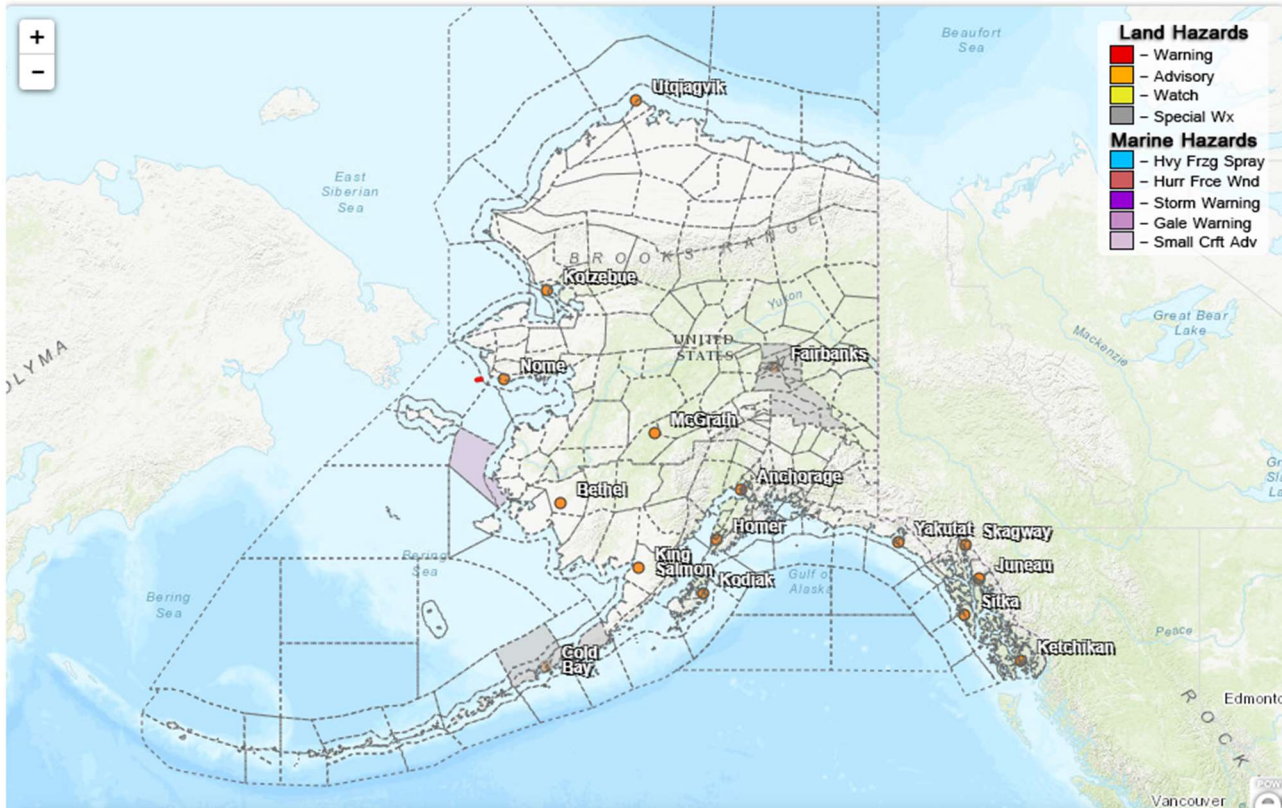 +
−
Land Hazards
– Warning
– Advisory
– Watch
– Special Wx
Marine Hazards
– Hvy Frzg Spray
– Hurr Frce Wnd
– Storm Warning
– Gale Warning
– Small Crft Adv
Beaufort
Sea
Utqiagvik
East
Siberian
Sea
BROOKS RANGE
Kotzebue
Yukon
Great Bear
Lake
Mackenzie
OLYMA
UNITED
STATES
Fairbanks
Nome
McGrath
Anchorage
Bethel
Homer
Yakutat
Skagway
King
Salmon
Kodiak
Gulf of
Alaska
Juneau
Sitka
Bering
Sea
Bering
Sea
Peace
Cold
Bay
Ketchikan
ROCK
Edmonto
Vancouver